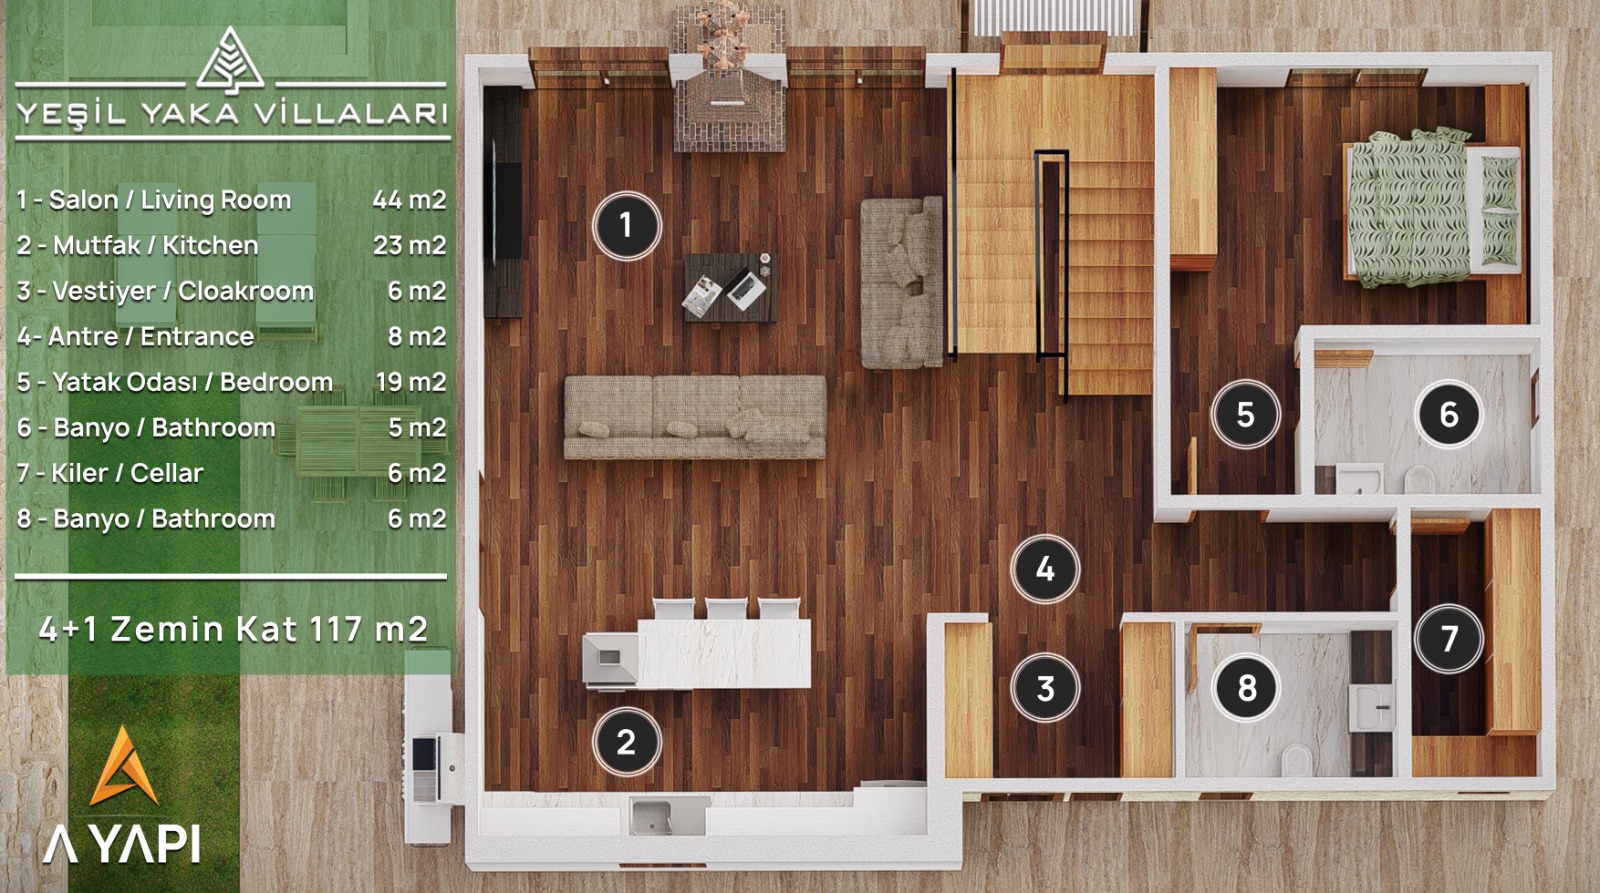 YEŞİL YAKA VİLLALARI
1 - Salon / Living Room 44 m2
2 - Mutfak / Kitchen 23 m2
3 - Vestiyer / Cloakroom 6 m2
4- Antre / Entrance 8 m2
5 - Yatak Odası / Bedroom 19 m2
6 - Banyo / Bathroom 5 m2
7 - Kiler / Cellar 6 m2
8 - Banyo / Bathroom 6 m2
4+1 Zemin Kat 117 m2
A YAPI
1
5
6
4
7
3
8
2